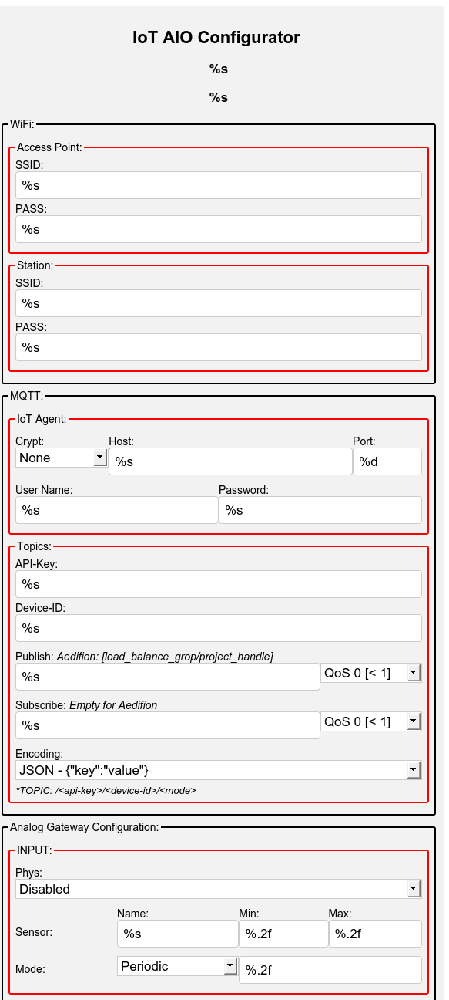 IoT AIO Configurator
%s
%s
WiFi:
Access Point:
SSID:
%s
PASS:
%s
Station:
SSID:
%s
PASS:
%s
MQTT:
IoT Agent:
Crypt: Host: Port:
None %s %d
User Name: Password:
%s %s
Topics:
API-Key:
%s
Device-ID:
%s
Publish: Aedifion: [load_balance_grop/project_handle]
%s QoS 0 [< 1]
Subscribe: Empty for Aedifion
%s QoS 0 [< 1]
Encoding:
JSON - {"key":"value"}
*TOPIC: /<api-key>/<device-id>/<mode>
Analog Gateway Configuration:
INPUT:
Phys:
Disabled
Name: Min: Max:
Sensor: %s %.2f %.2f
Mode: Periodic %.2f